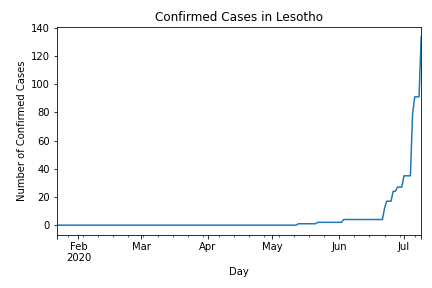 Confirmed Cases in Lesotho
Number of Confirmed Cases
140
120
100
80
60
40
20
0
Feb Mar Apr May Jun Jul
2020
Day